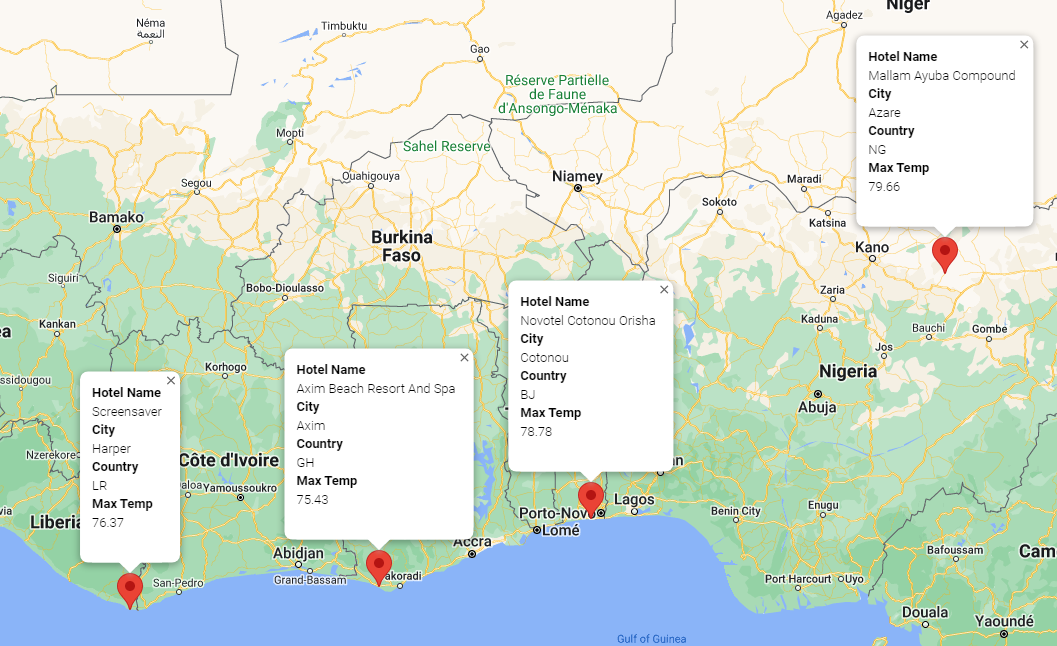 Niger
Néma
النعمة
Timbuktu
Agadez
Gao
Hotel Name
Mallam Ayuba Compound
City
Azare
Country
NG
Max Temp
79.66
Réserve Partielle
de Faune
d'Ansongo-Ménaka
Mopti
Sahel Reserve
Segou
Ouahigouya
Niamey
Maradi
Sokoto
Katsina
Bamako
Burkina
Faso
Kano
Siguiri
Bobo-Dioulasso
Zaria
Kankan
Kaduna
Bauchi
Gombe
Jos
Hotel Name
Novotel Cotonou Orisha
City
Cotonou
Country
BJ
Max Temp
78.78
Korhogo
Nigeria
Abuja
Hotel Name
Axim Beach Resort And Spa
City
Axim
Country
GH
Max Temp
75.43
Hotel Name
Screensaver
City
Harper
Country
LR
Max Temp
76.37
ssidougou
Nzerekore
Côte d'Ivoire
aloa
Yamoussoukro
Liberia
Porto-Novo
Lagos
Lomé
Benin City
Enugu
Accra
Abidjan
Grand-Bassam
San-Pedro
akoradi
Bafoussam
Cam
Port Harcourt
Uyo
Douala
Yaoundé
Gulf of Guinea